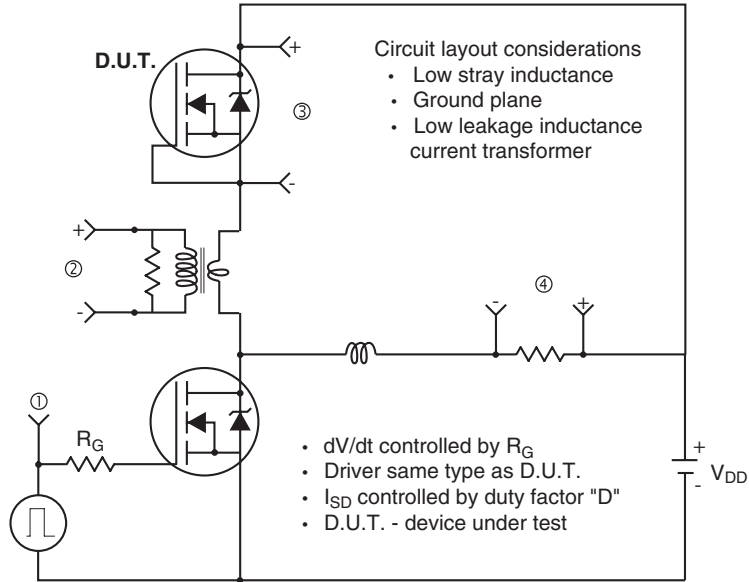 D.U.T.
+
③
-
Circuit layout considerations
• Low stray inductance
• Ground plane
• Low leakage inductance
current transformer
+
②
-
④
-
+
①
R_G
• dV/dt controlled by R_G
• Driver same type as D.U.T.
• I_SD controlled by duty factor "D"
• D.U.T. - device under test
+
V_DD
-